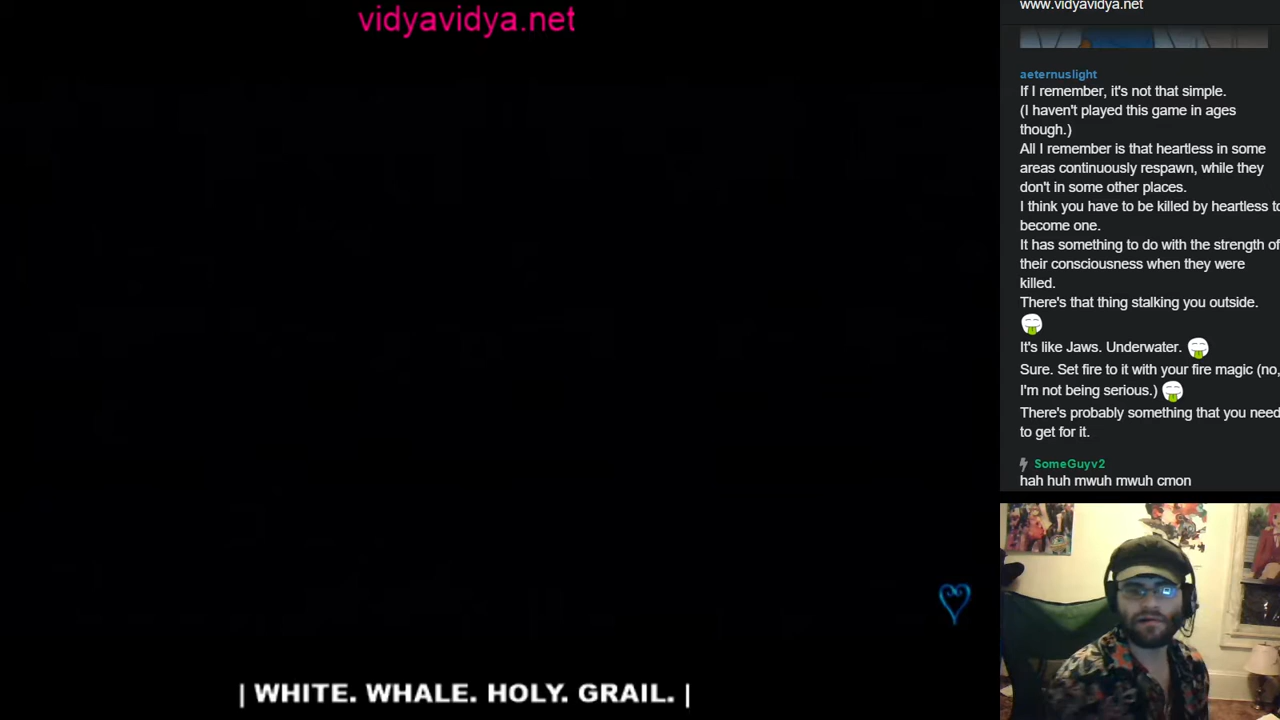 vidyavidya.net
www.vidyavidya.net
aeternuslight
If I remember, it's not that simple.
(I haven't played this game in ages
though.)
All I remember is that heartless in some
areas continuously respawn, while they
don't in some other places.
I think you have to be killed by heartless to
become one.
It has something to do with the strength of
their consciousness when they were
killed.
There's that thing stalking you outside.
It's like Jaws. Underwater.
Sure. Set fire to it with your fire magic (no,
I'm not being serious.)
There's probably something that you need
to get for it.
SomeGuyv2
hah huh mwuh mwuh cmon
| WHITE. WHALE. HOLY. GRAIL. |